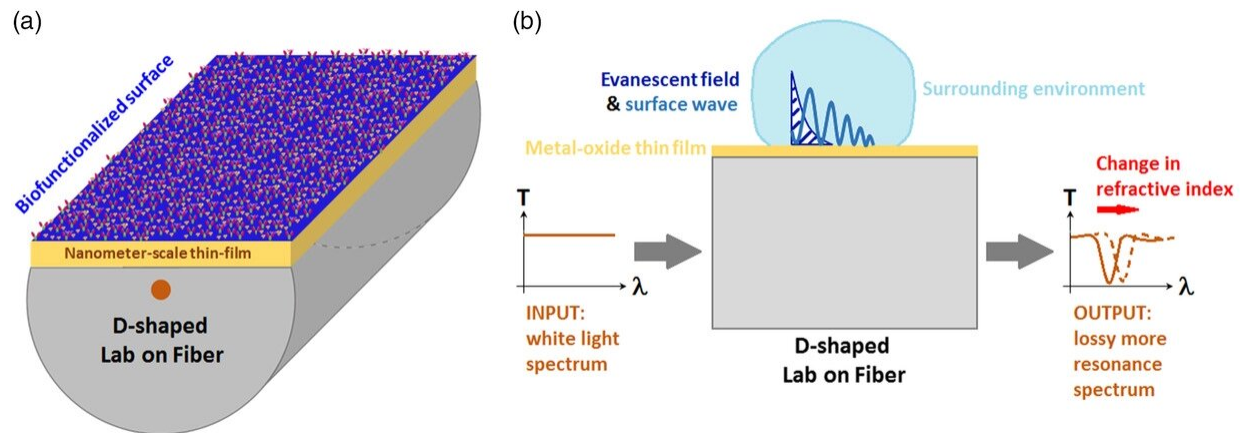 (a)
Biofunctionalized surface
Nanometer-scale thin-film
D-shaped
Lab on Fiber
(b)
Evanescent field
& surface wave
Surrounding environment
Metal-oxide thin film
T
λ
INPUT:
white light
spectrum
D-shaped
Lab on Fiber
Change in
refractive index
T
λ
OUTPUT:
lossy more
resonance
spectrum